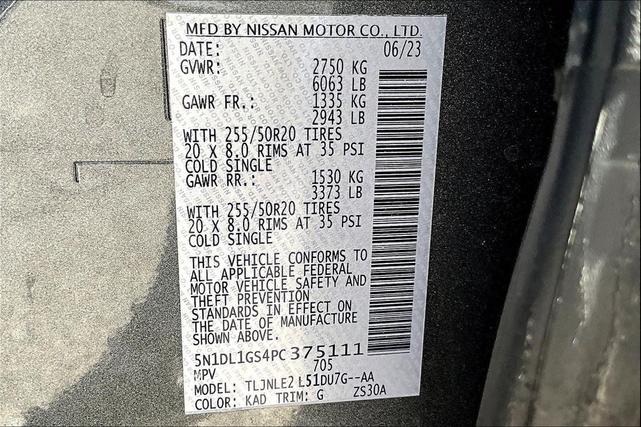 MFD BY NISSAN MOTOR CO., LTD.
DATE: 06/23
GVWR: 2750 KG
6063 LB
GAWR FR.: 1335 KG
2943 LB
WITH 255/50R20 TIRES
20 X 8.0 RIMS AT 35 PSI
COLD SINGLE
GAWR RR.: 1530 KG
3373 LB
WITH 255/50R20 TIRES
20 X 8.0 RIMS AT 35 PSI
COLD SINGLE
THIS VEHICLE CONFORMS TO
ALL APPLICABLE FEDERAL
MOTOR VEHICLE SAFETY AND
THEFT PREVENTION
STANDARDS IN EFFECT ON
THE DATE OF MANUFACTURE
SHOWN ABOVE.
5N1DL1GS4PC375111
MPV 705
MODEL: TLJNLE2 L51DU7G--AA
COLOR: KAD TRIM: G ZS30A